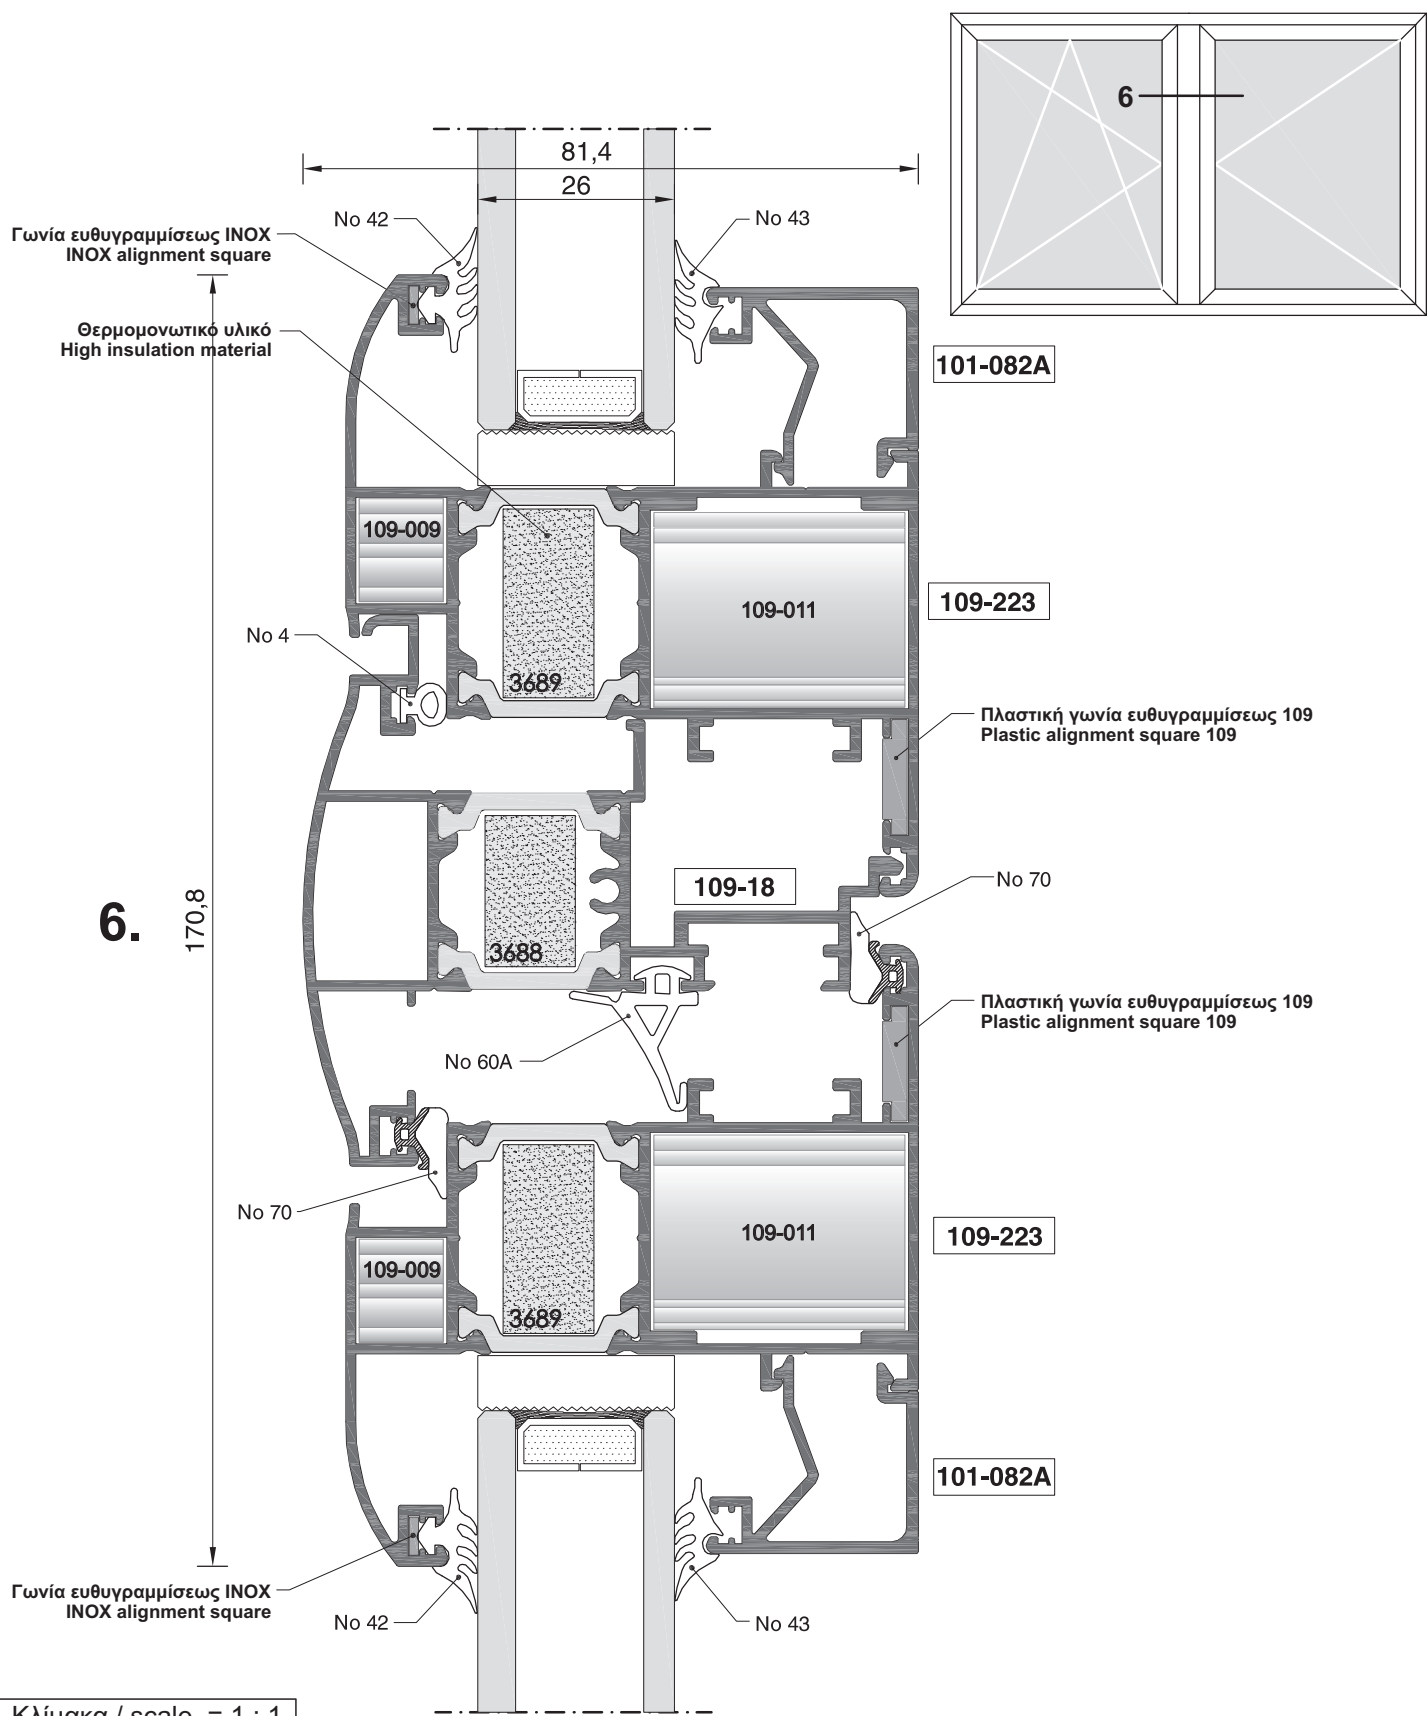 6
81,4
26
No 42
No 43
Γωνία ευθυγραμμίσεως INOX
INOX alignment square
Θερμομονωτικό υλικό
High insulation material
101-082A
109-009
109-011
109-223
No 4
3689
Πλαστική γωνία ευθυγραμμίσεως 109
Plastic alignment square 109
109-18
No 70
6.
170,8
3688
Πλαστική γωνία ευθυγραμμίσεως 109
Plastic alignment square 109
No 60A
No 70
109-011
109-223
109-009
3689
101-082A
Γωνία ευθυγραμμίσεως INOX
INOX alignment square
No 42
No 43
Κλίμακα / scale = 1 : 1